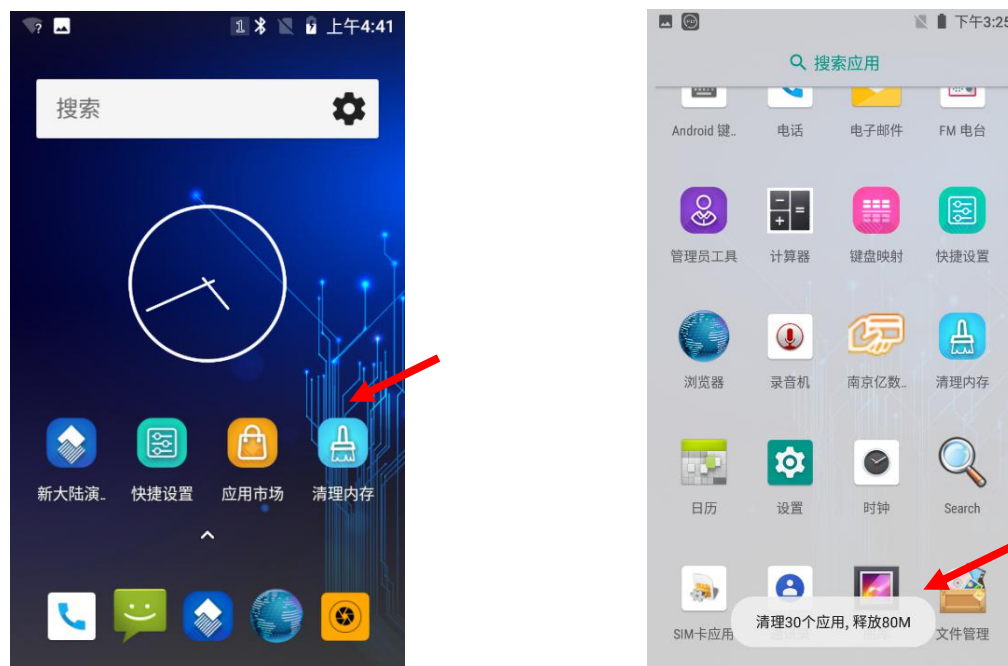 1 上午4:41
搜索
新大陆演..
快捷设置
应用市场
清理内存
下午3:25
搜索应用
Android 键..
电话
电子邮件
FM 电台
管理员工具
计算器
键盘映射
快捷设置
浏览器
录音机
南京亿数..
清理内存
日历
设置
时钟
Search
SIM卡应用
文件管理
清理30个应用, 释放80M